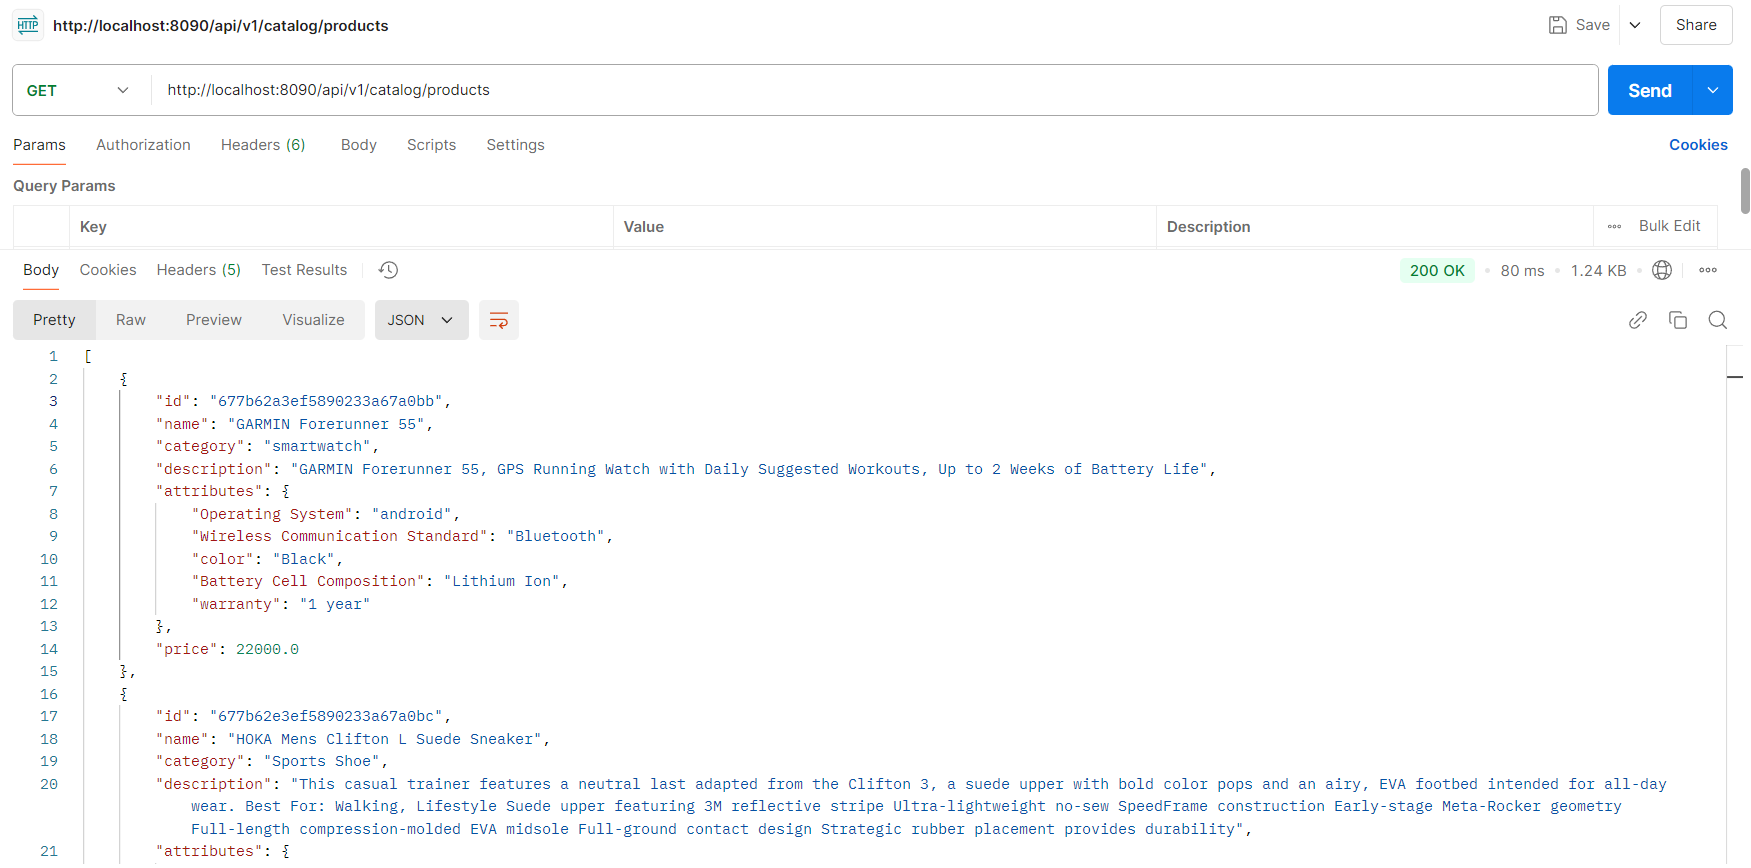 HTTP http://localhost:8090/api/v1/catalog/products Save Share
GET http://localhost:8090/api/v1/catalog/products Send
Params Authorization Headers (6) Body Scripts Settings Cookies
Query Params
Key Value Description Bulk Edit
Body Cookies Headers (5) Test Results 200 OK 80 ms 1.24 KB
Pretty Raw Preview Visualize JSON
1 [
2 {
3 "id": "677b62a3ef5890233a67a0bb",
4 "name": "GARMIN Forerunner 55",
5 "category": "smartwatch",
6 "description": "GARMIN Forerunner 55, GPS Running Watch with Daily Suggested Workouts, Up to 2 Weeks of Battery Life",
7 "attributes": {
8 "Operating System": "android",
9 "Wireless Communication Standard": "Bluetooth",
10 "color": "Black",
11 "Battery Cell Composition": "Lithium Ion",
12 "warranty": "1 year"
13 },
14 "price": 22000.0
15 },
16 {
17 "id": "677b62e3ef5890233a67a0bc",
18 "name": "HOKA Mens Clifton L Suede Sneaker",
19 "category": "Sports Shoe",
20 "description": "This casual trainer features a neutral last adapted from the Clifton 3, a suede upper with bold color pops and an airy, EVA footbed intended for all-day
wear. Best For: Walking, Lifestyle Suede upper featuring 3M reflective stripe Ultra-lightweight no-sew SpeedFrame construction Early-stage Meta-Rocker geometry
Full-length compression-molded EVA midsole Full-ground contact design Strategic rubber placement provides durability",
21 "attributes": {